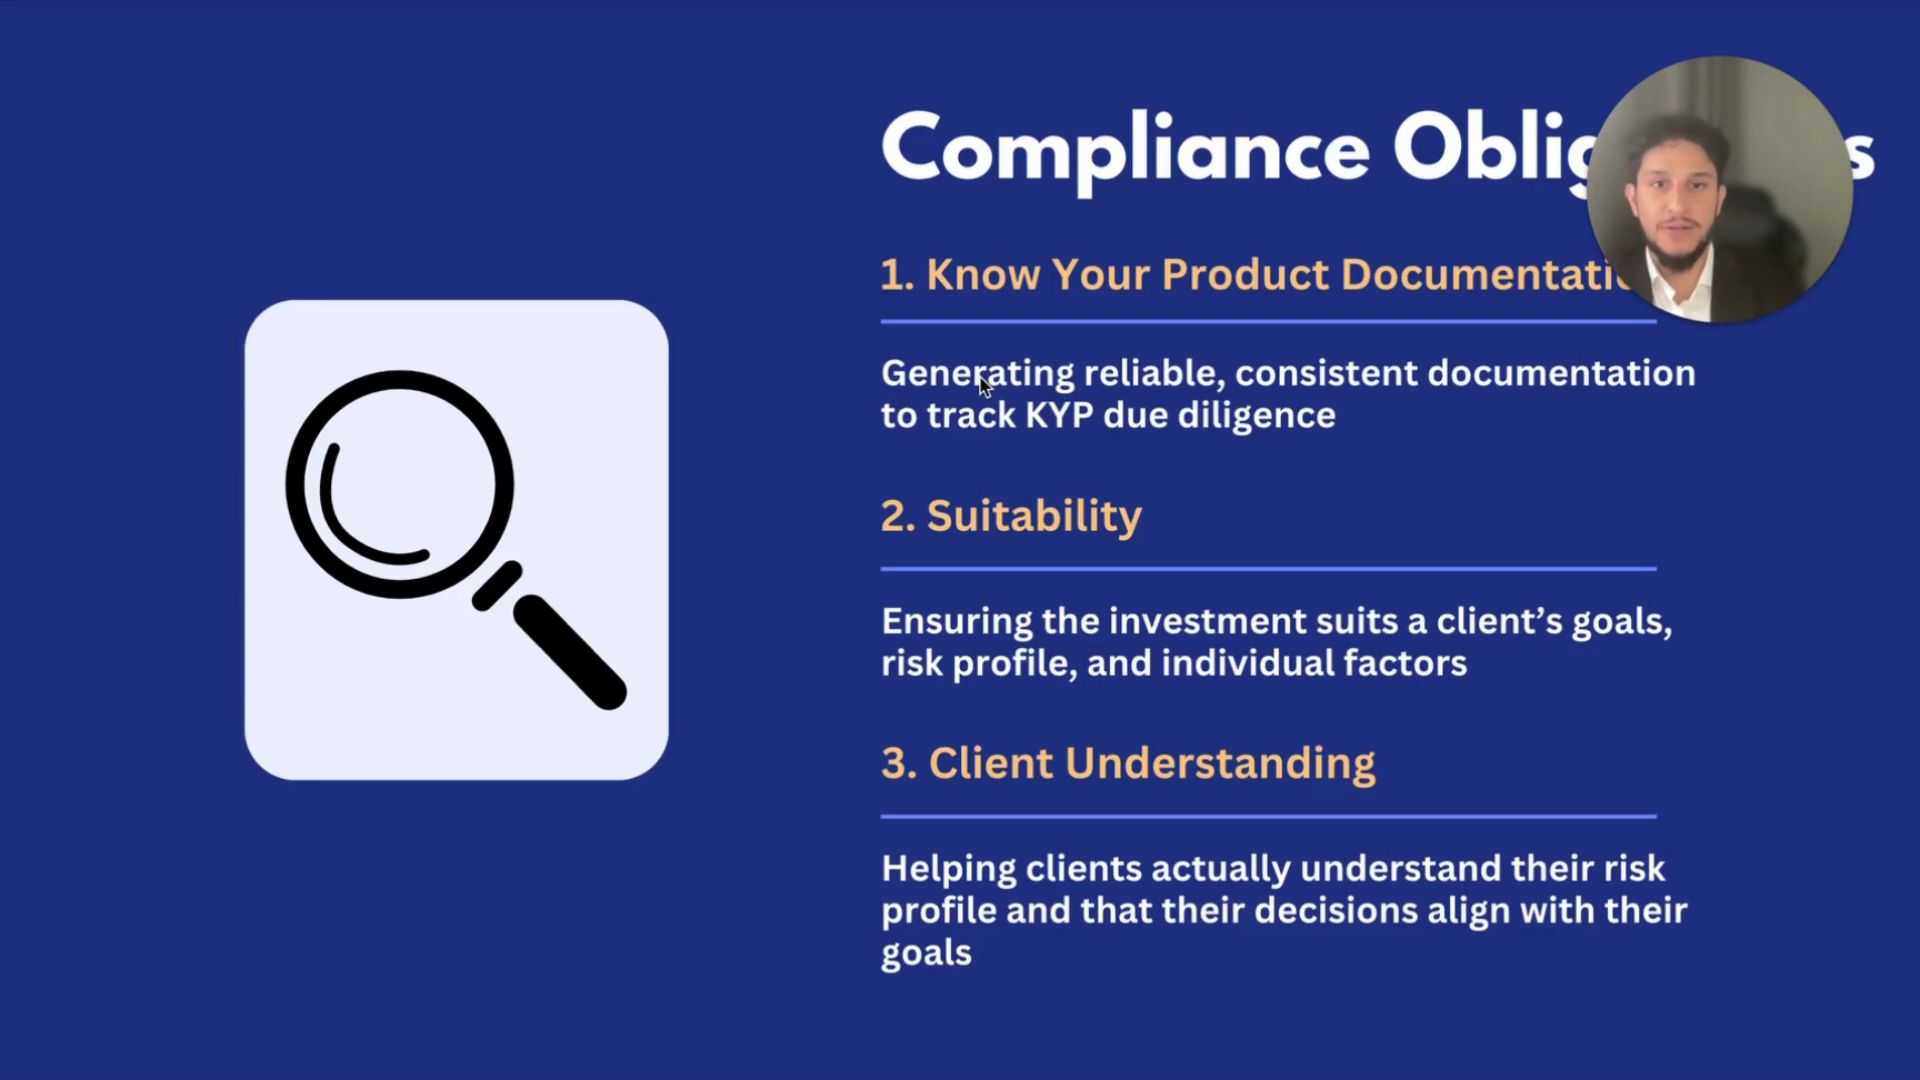 Compliance
1. Know Your Product
Generating reliable, consistent documentation
to track KYP due diligence
2. Suitability
Ensuring the investment suits a client’s goals,
risk profile, and individual factors
3. Client Understanding
Helping clients actually understand their risk
profile and that their decisions align with their
goals